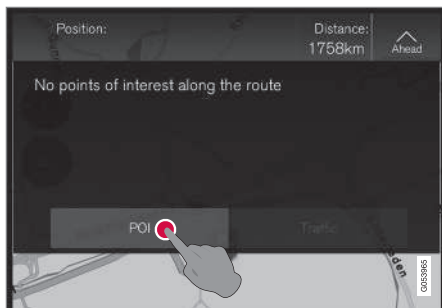 Position:
Distance:
1758km
Ahead
No points of interest along the route
POI
Traffic
G053965